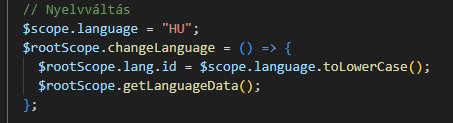 // Nyelvváltás
$scope.language = "HU";
$rootScope.changeLanguage = () => {
$rootScope.lang.id = $scope.language.toLowerCase();
$rootScope.getLanguageData();
};